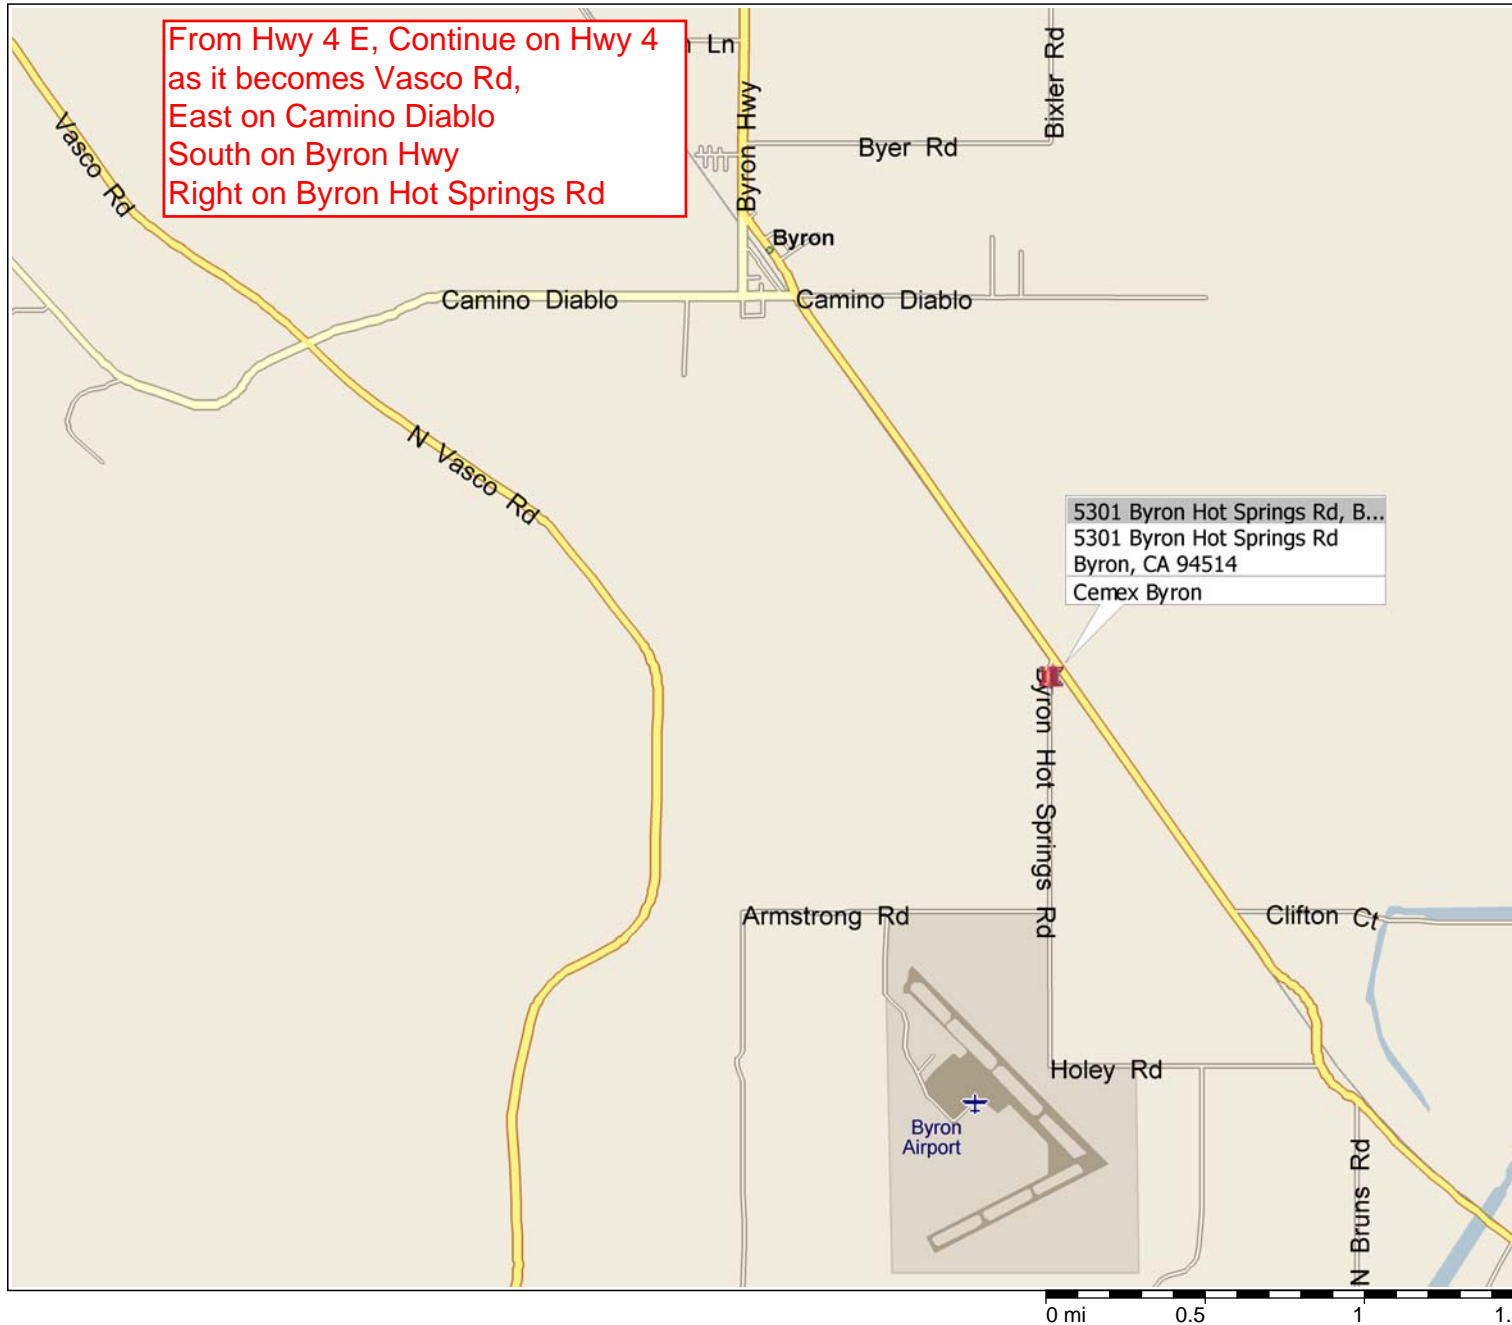 From Hwy 4 E, Continue on Hwy 4
as it becomes Vasco Rd,
East on Camino Diablo
South on Byron Hwy
Right on Byron Hot Springs Rd
Ln
Bixler Rd
Byron Hwy
Byer Rd
Vasco Rd
Byron
Camino Diablo
Camino Diablo
N Vasco Rd
5301 Byron Hot Springs Rd, B...
5301 Byron Hot Springs Rd
Byron, CA 94514
Cemex Byron
Byron Hot Springs Rd
Armstrong Rd
Clifton Ct
Holey Rd
Byron
Airport
N Bruns Rd
0 mi 0.5 1 1.